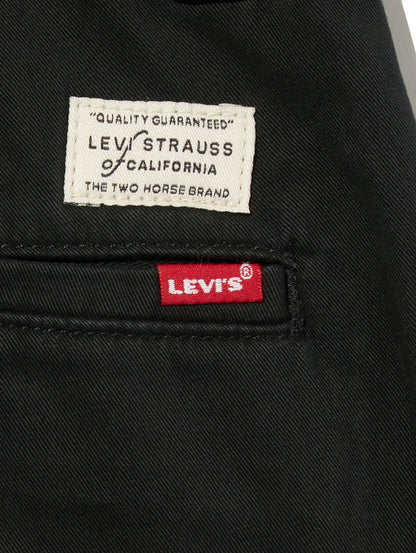 "QUALITY GUARANTEED"
LEVI STRAUSS
of CALIFORNIA
THE TWO HORSE BRAND
LEVI'S®